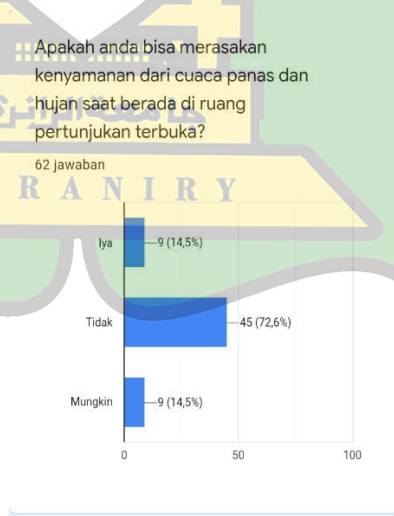 Apakah anda bisa merasakan
kenyamanan dari cuaca panas dan
hujan saat berada di ruang
pertunjukan terbuka?
62 jawaban
R A N I R Y
Iya 9 (14,5%)
Tidak 45 (72,6%)
Mungkin 9 (14,5%)
0 50 100